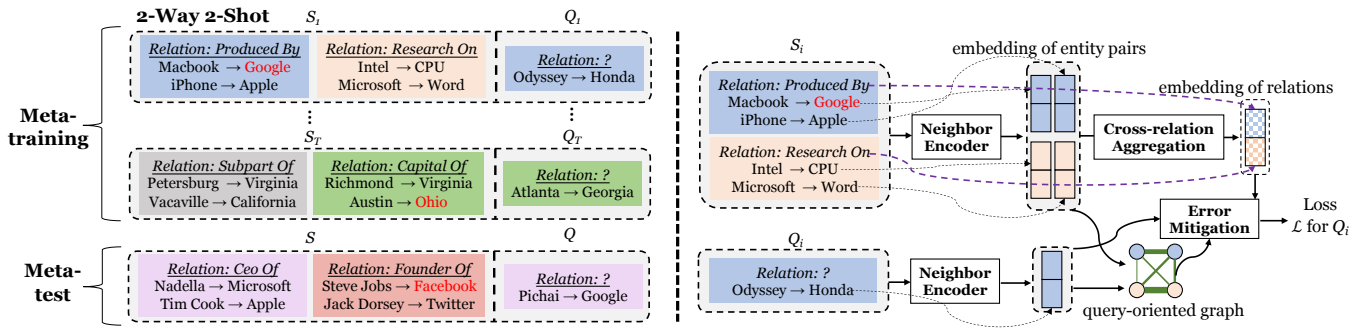 2-Way 2-Shot
S1
Q1
Relation: Produced By
Macbook → Google
iPhone → Apple
Relation: Research On
Intel → CPU
Microsoft → Word
Relation: ?
Odyssey → Honda
Meta-
training
ST
QT
Relation: Subpart Of
Petersburg → Virginia
Vacaville → California
Relation: Capital Of
Richmond → Virginia
Austin → Ohio
Relation: ?
Atlanta → Georgia
Meta-
test
S
Q
Relation: Ceo Of
Nadella → Microsoft
Tim Cook → Apple
Relation: Founder Of
Steve Jobs → Facebook
Jack Dorsey → Twitter
Relation: ?
Pichai → Google
Si
embedding of entity pairs
Relation: Produced By
Macbook → Google
iPhone → Apple
Relation: Research On
Intel → CPU
Microsoft → Word
Neighbor
Encoder
Cross-relation
Aggregation
embedding of relations
Error
Mitigation
Loss
ℒ for Qi
Qi
Relation: ?
Odyssey → Honda
Neighbor
Encoder
query-oriented graph